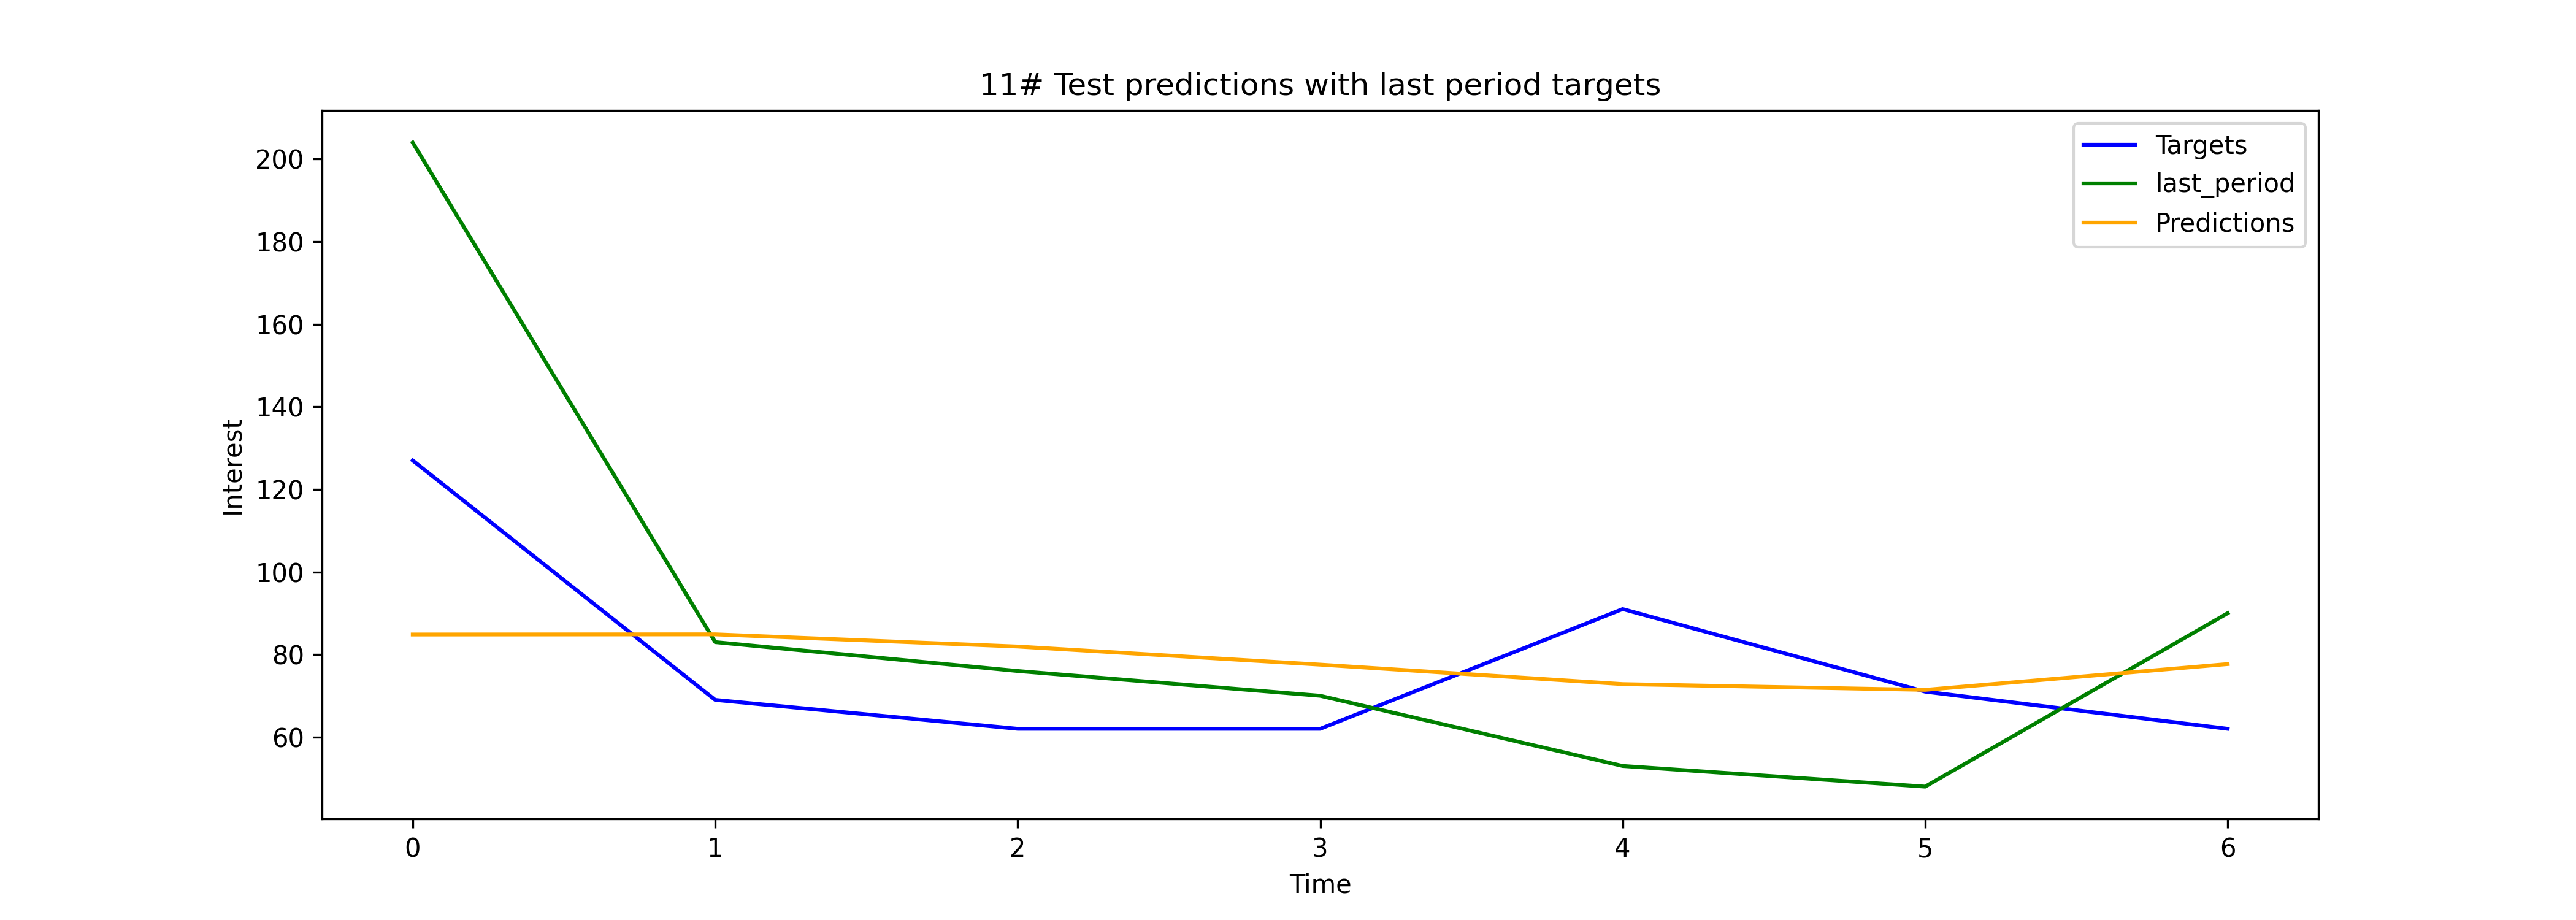 11# Test predictions with last period targets
Targets
last_period
Predictions
200
180
160
140
120
100
80
60
Interest
0 1 2 3 4 5 6
Time